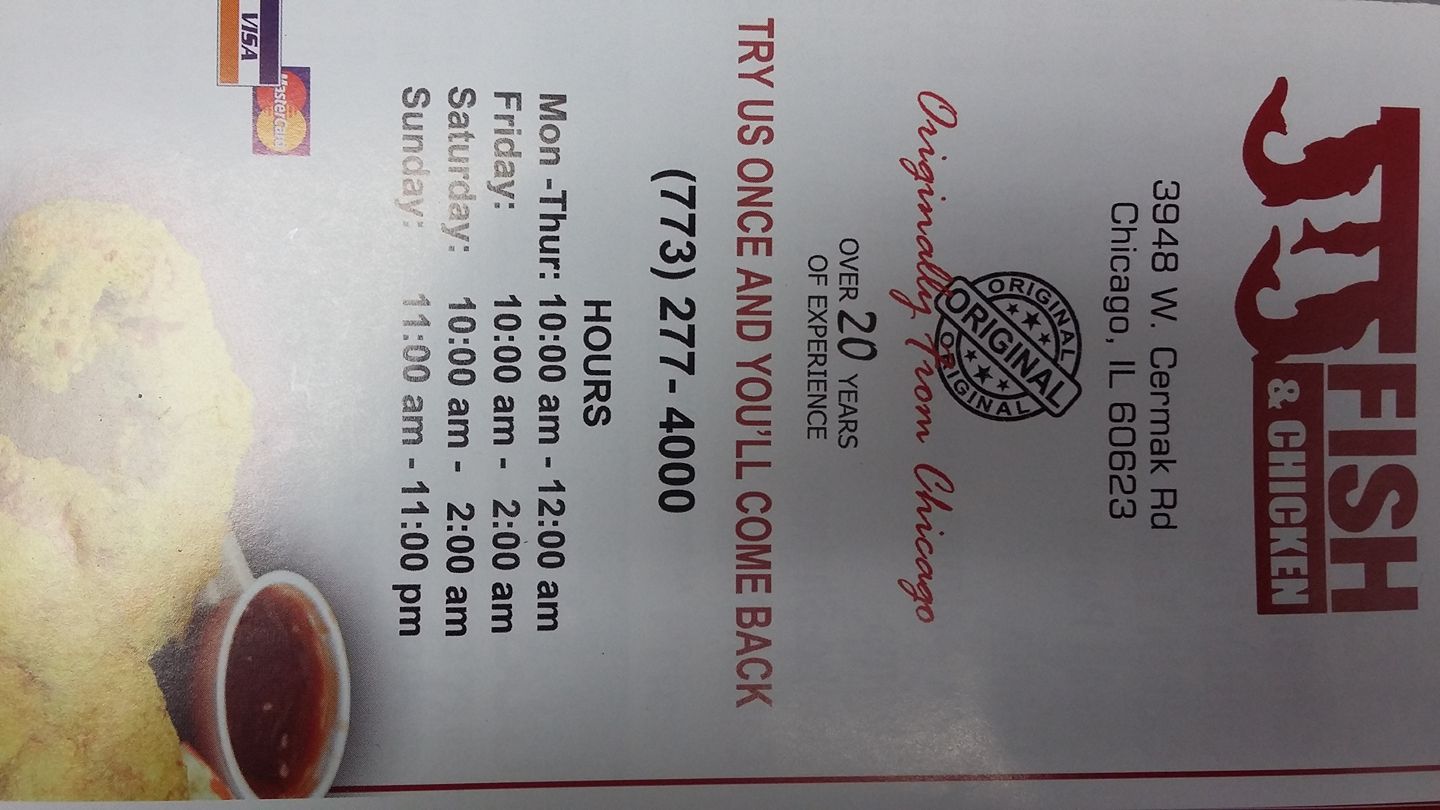 JJ FISH
& CHICKEN
3948 W. Cermak Rd
Chicago, IL 60623
ORIGINAL
ORIGINAL
ORIGINAL
Originally From Chicago
OVER 20 YEARS
OF EXPERIENCE
TRY US ONCE AND YOU'LL COME BACK
(773) 277- 4000
HOURS
Mon -Thur: 10:00 am - 12:00 am
Friday: 10:00 am - 2:00 am
Saturday: 10:00 am - 2:00 am
Sunday: 11:00 am - 11:00 pm
VISA
MasterCard